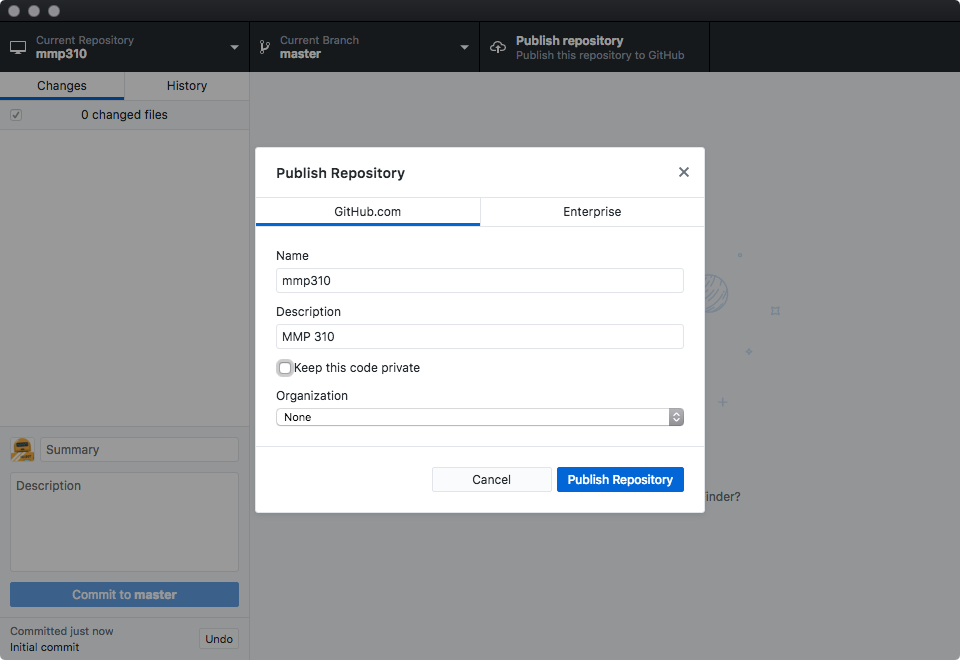 Current Repository
mmp310
Current Branch
master
Publish repository
Publish this repository to GitHub
Changes
History
0 changed files
Publish Repository
GitHub.com
Enterprise
Name
mmp310
Description
MMP 310
Keep this code private
Organization
None
Cancel
Publish Repository
inder?
Summary
Description
Commit to master
Committed just now
Initial commit
Undo